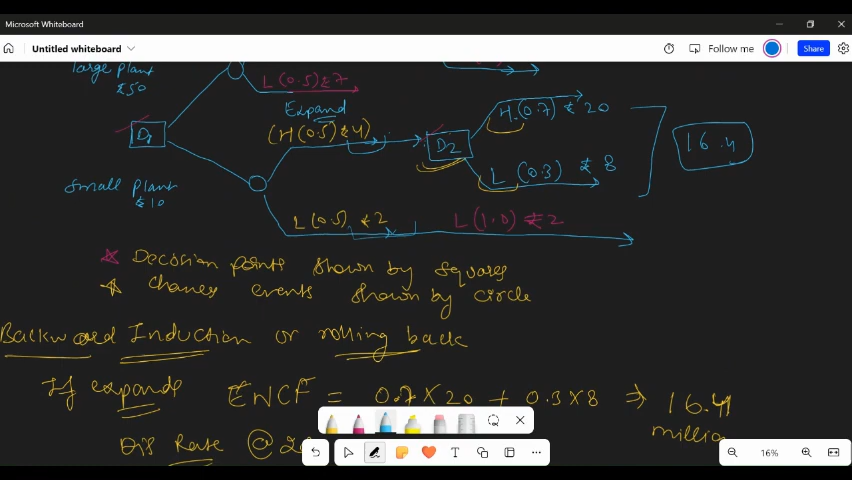 Microsoft Whiteboard
Untitled whiteboard
Follow me
Share
large plant
₹50
L (0.5) ₹7
Expand
(H (0.5) ₹4)
D1
D2
H (0.7) ₹ 20
L (0.3) ₹ 8
16.4
Small plant
₹10
L (0.5) ₹2
L (1.0) ₹2
Decision points shown by squares
Chance events shown by circle
Backward Induction or rolling back
If expands ENCF = 0.7 X 20 + 0.3 X 8 ⇒ 16.4
million
Dis Rate @ 20
16%